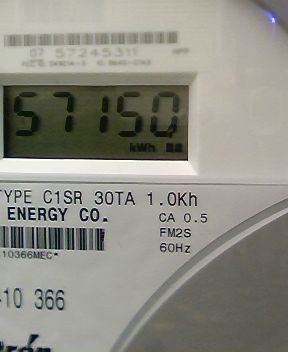 07 57245311
57150
kWh
TYPE C1SR 30TA 1.0Kh
ENERGY CO.
CA 0.5
FM2S
60Hz
10366MEC*
10 366
trón